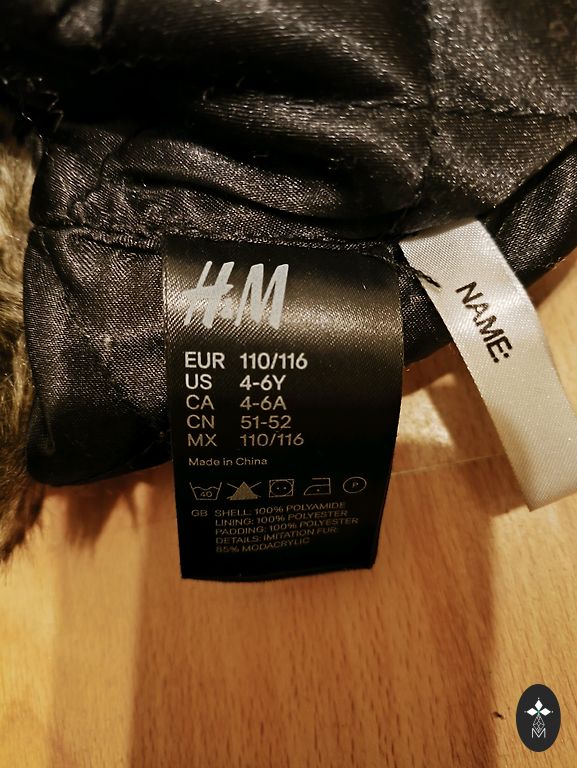 H&M
NAME:
EUR 110/116
US 4-6Y
CA 4-6A
CN 51-52
MX 110/116
Made in China
40 P
GB SHELL: 100% POLYAMIDE
LINING: 100% POLYESTER
PADDING: 100% POLYESTER
DETAILS: IMITATION FUR:
85% MODACRYLIC
M